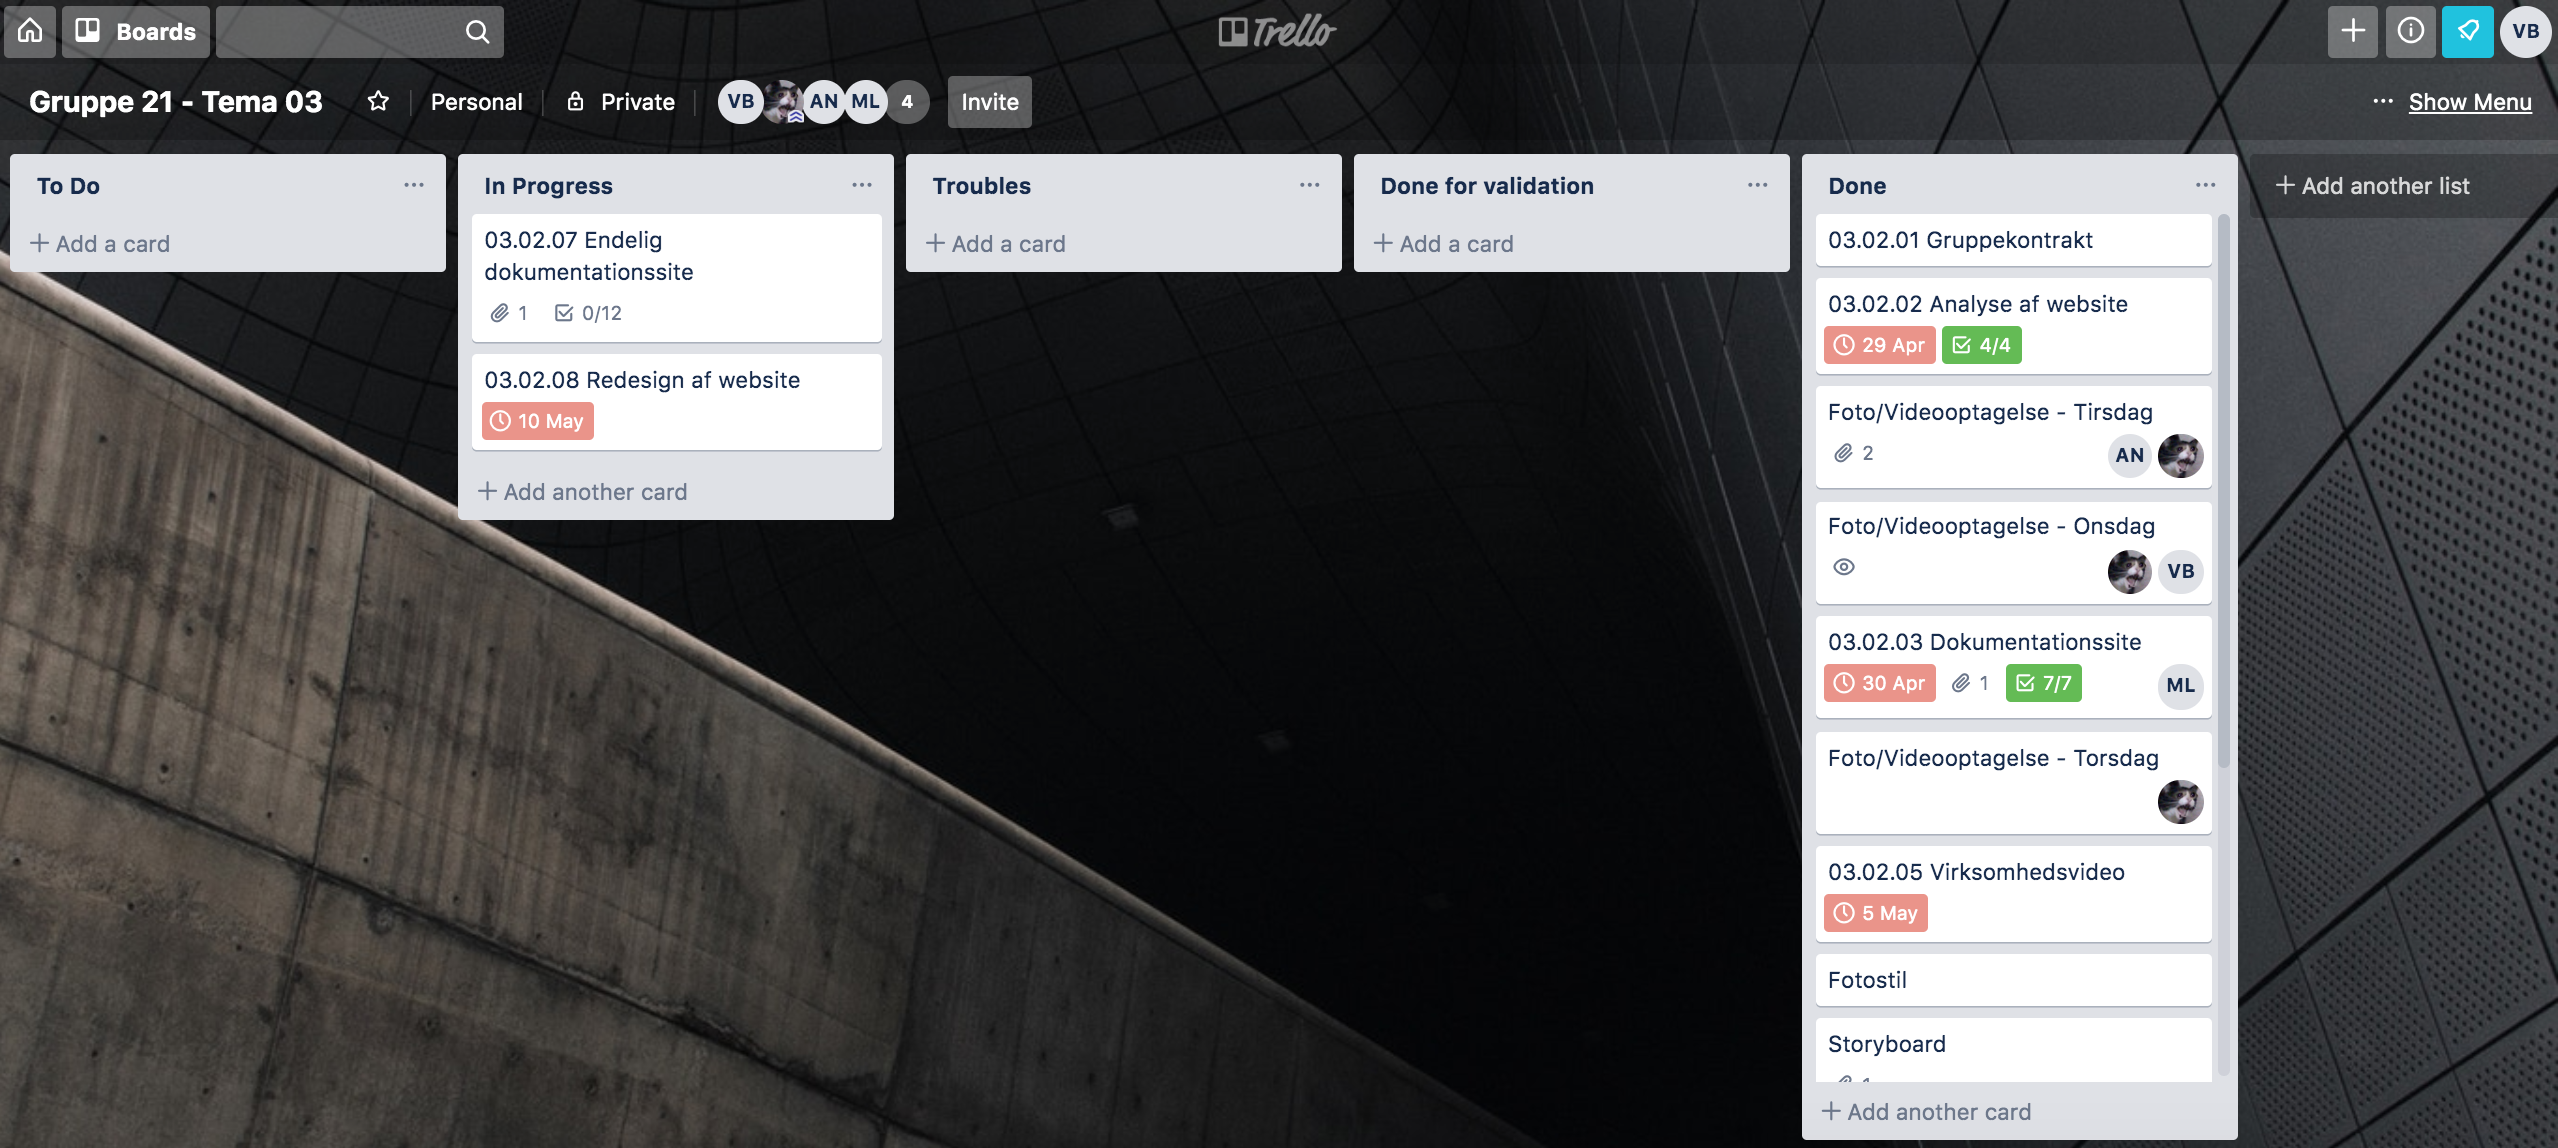 Boards
Trello
VB
Gruppe 21 - Tema 03
Personal
Private
VB
AN
ML
4
Invite
··· Show Menu
To Do
+ Add a card
In Progress
03.02.07 Endelig
dokumentationssite
1
0/12
03.02.08 Redesign af website
10 May
+ Add another card
Troubles
+ Add a card
Done for validation
+ Add a card
Done
03.02.01 Gruppekontrakt
03.02.02 Analyse af website
29 Apr
4/4
Foto/Videooptagelse - Tirsdag
2
AN
Foto/Videooptagelse - Onsdag
VB
03.02.03 Dokumentationssite
30 Apr
1
7/7
ML
Foto/Videooptagelse - Torsdag
03.02.05 Virksomhedsvideo
5 May
Fotostil
Storyboard
+ Add another card
+ Add another list